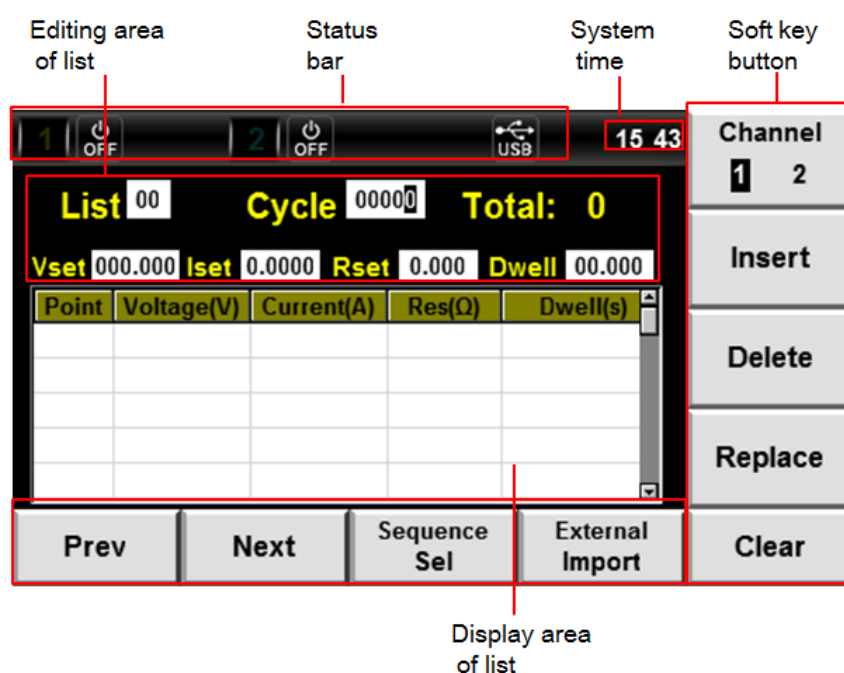 Editing area
of list
Status
bar
System
time
Soft key
button
1 OFF 2 OFF USB 15 43
Channel
1 2
List 00 Cycle 00000 Total: 0
Vset 000.000 Iset 0.0000 Rset 0.000 Dwell 00.000
Insert
Point Voltage(V) Current(A) Res(Ω) Dwell(s)
Delete
Replace
Prev Next Sequence
Sel External
Import Clear
Display area
of list